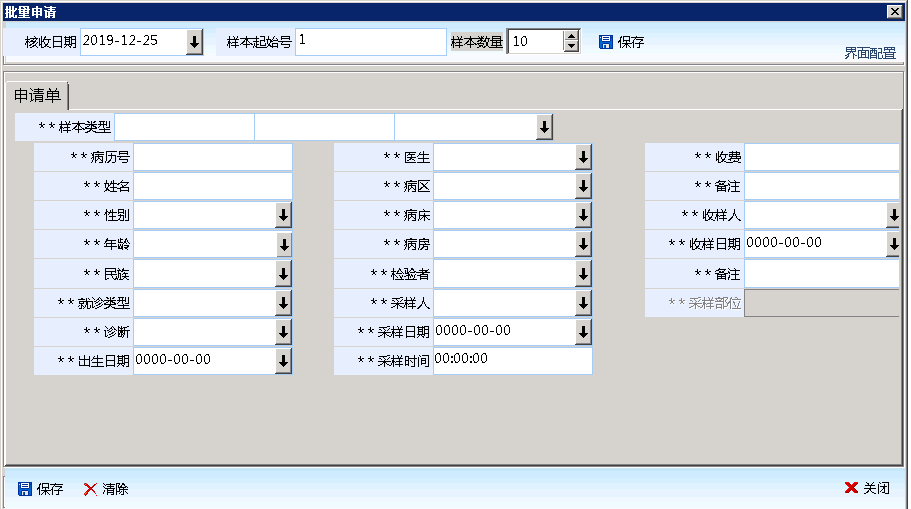 批里申请
核收日期 2019-12-25 样本起始号 1 样本数量 10 保存
界面配置
申请单
**样本类型
**病历号 **医生 **收费
**姓名 **病区 **备注
**性别 **病床 **收样人
**年龄 **病房 **收样日期 0000-00-00
**民族 **检验者 **备注
**就诊类型 **采样人 **采样部位
**诊断 **采样日期 0000-00-00
**出生日期 0000-00-00 **采样时间 00:00:00
保存 清除 关闭